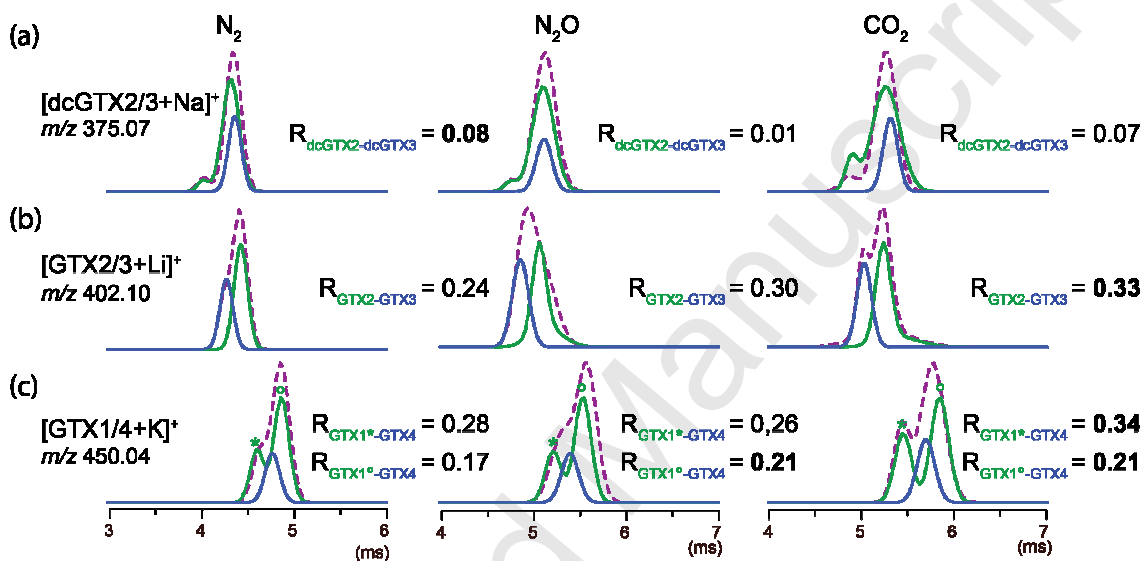 N2 N2O CO2
(a)
[dcGTX2/3+Na]+
m/z 375.07
RdcGTX2-dcGTX3 = 0.08 RdcGTX2-dcGTX3 = 0.01 RdcGTX2-dcGTX3 = 0.07
(b)
[GTX2/3+Li]+
m/z 402.10
RGTX2-GTX3 = 0.24 RGTX2-GTX3 = 0.30 RGTX2-GTX3 = 0.33
(c)
[GTX1/4+K]+
m/z 450.04
* ° * ° * °
RGTX1*-GTX4 = 0.28 RGTX1*-GTX4 = 0,26 RGTX1*-GTX4 = 0.34
RGTX1°-GTX4 = 0.17 RGTX1°-GTX4 = 0.21 RGTX1°-GTX4 = 0.21
3 4 5 6 4 5 6 7 4 5 6 7
(ms) (ms) (ms)
d Manuscrip